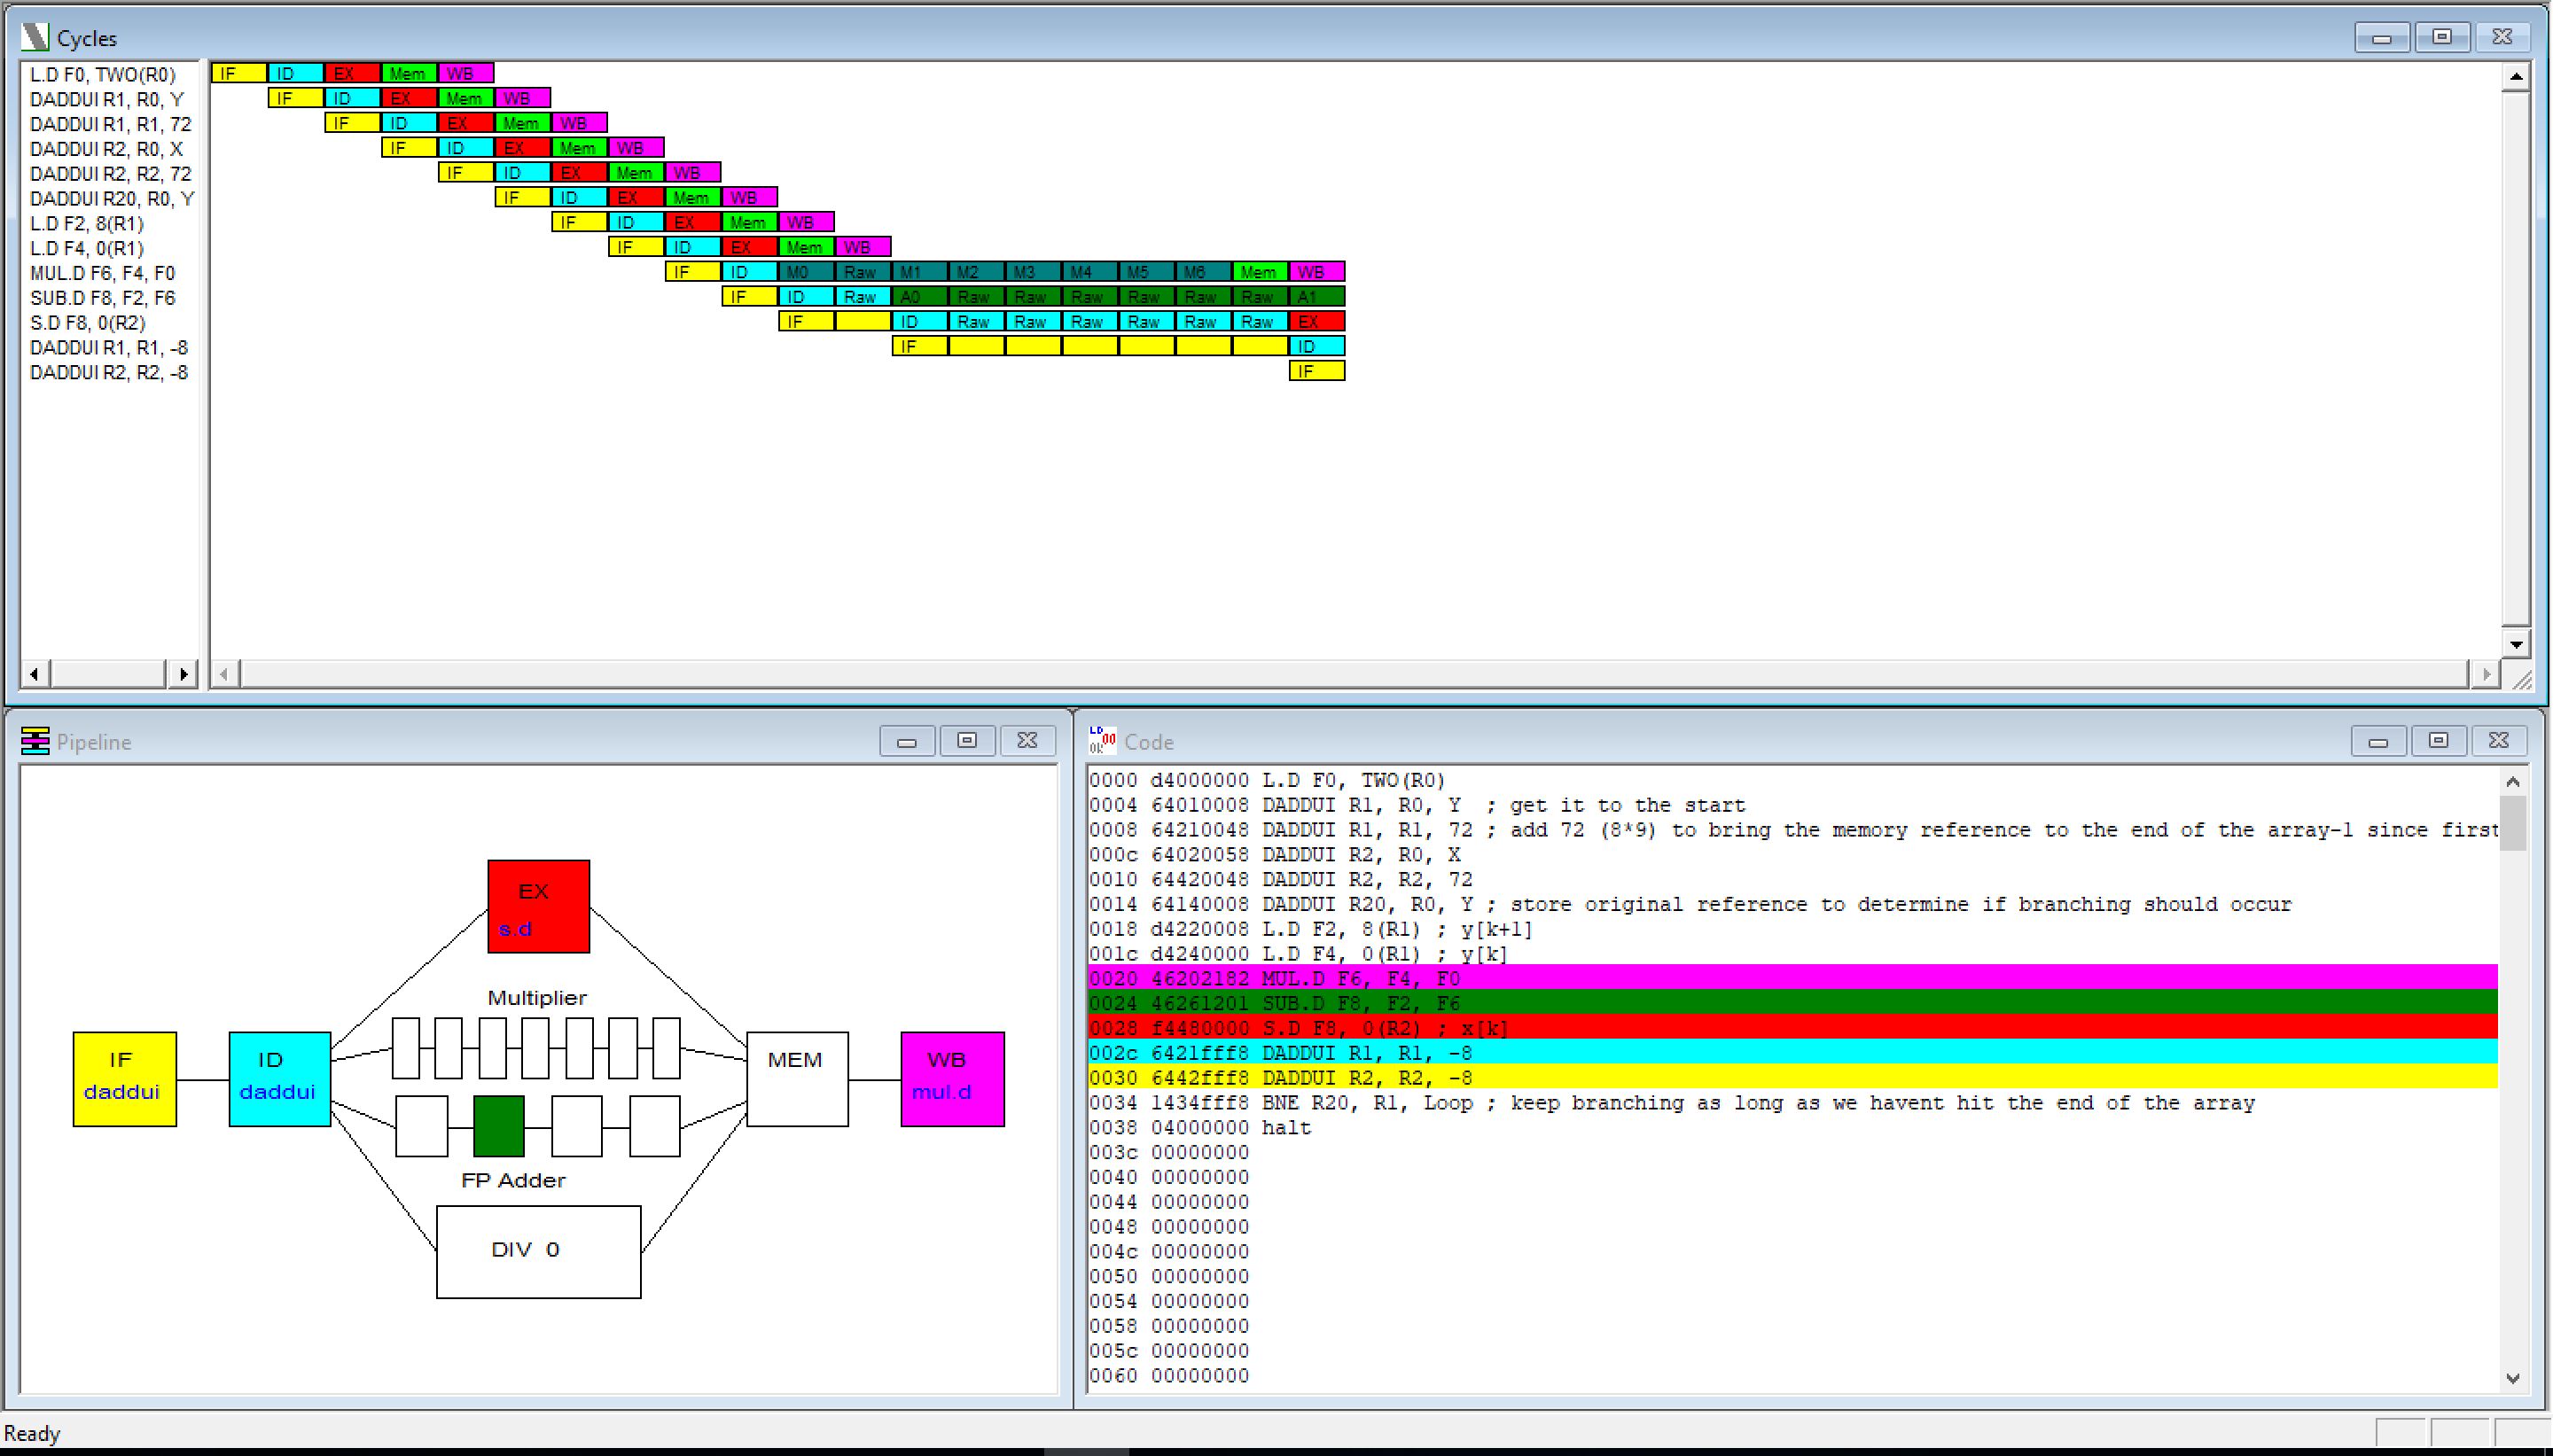 Cycles
L.D F0, TWO(R0) IF ID EX Mem WB
DADDUI R1, R0, Y IF ID EX Mem WB
DADDUI R1, R1, 72 IF ID EX Mem WB
DADDUI R2, R0, X IF ID EX Mem WB
DADDUI R2, R2, 72 IF ID EX Mem WB
DADDUI R20, R0, Y IF ID EX Mem WB
L.D F2, 8(R1) IF ID EX Mem WB
L.D F4, 0(R1) IF ID EX Mem WB
MUL.D F6, F4, F0 IF ID M0 Raw M1 M2 M3 M4 M5 M6 Mem WB
SUB.D F8, F2, F6 IF ID Raw A0 Raw Raw Raw Raw Raw Raw A1
S.D F8, 0(R2) IF ID Raw Raw Raw Raw Raw Raw EX
DADDUI R1, R1, -8 IF ID
DADDUI R2, R2, -8 IF
Pipeline
EX
s.d
Multiplier
IF
daddui
ID
daddui
MEM
WB
mul.d
FP Adder
DIV 0
Code
0000 d4000000 L.D F0, TWO(R0)
0004 64010008 DADDUI R1, R0, Y ; get it to the start
0008 64210048 DADDUI R1, R1, 72 ; add 72 (8*9) to bring the memory reference to the end of the array-1 since first
000c 64020058 DADDUI R2, R0, X
0010 64420048 DADDUI R2, R2, 72
0014 64140008 DADDUI R20, R0, Y ; store original reference to determine if branching should occur
0018 d4220008 L.D F2, 8(R1) ; y[k+1]
001c d4240000 L.D F4, 0(R1) ; y[k]
0020 46202182 MUL.D F6, F4, F0
0024 46261201 SUB.D F8, F2, F6
0028 f4480000 S.D F8, 0(R2) ; x[k]
002c 6421fff8 DADDUI R1, R1, -8
0030 6442fff8 DADDUI R2, R2, -8
0034 1434fff8 BNE R20, R1, Loop ; keep branching as long as we havent hit the end of the array
0038 04000000 halt
003c 00000000
0040 00000000
0044 00000000
0048 00000000
004c 00000000
0050 00000000
0054 00000000
0058 00000000
005c 00000000
0060 00000000
Ready